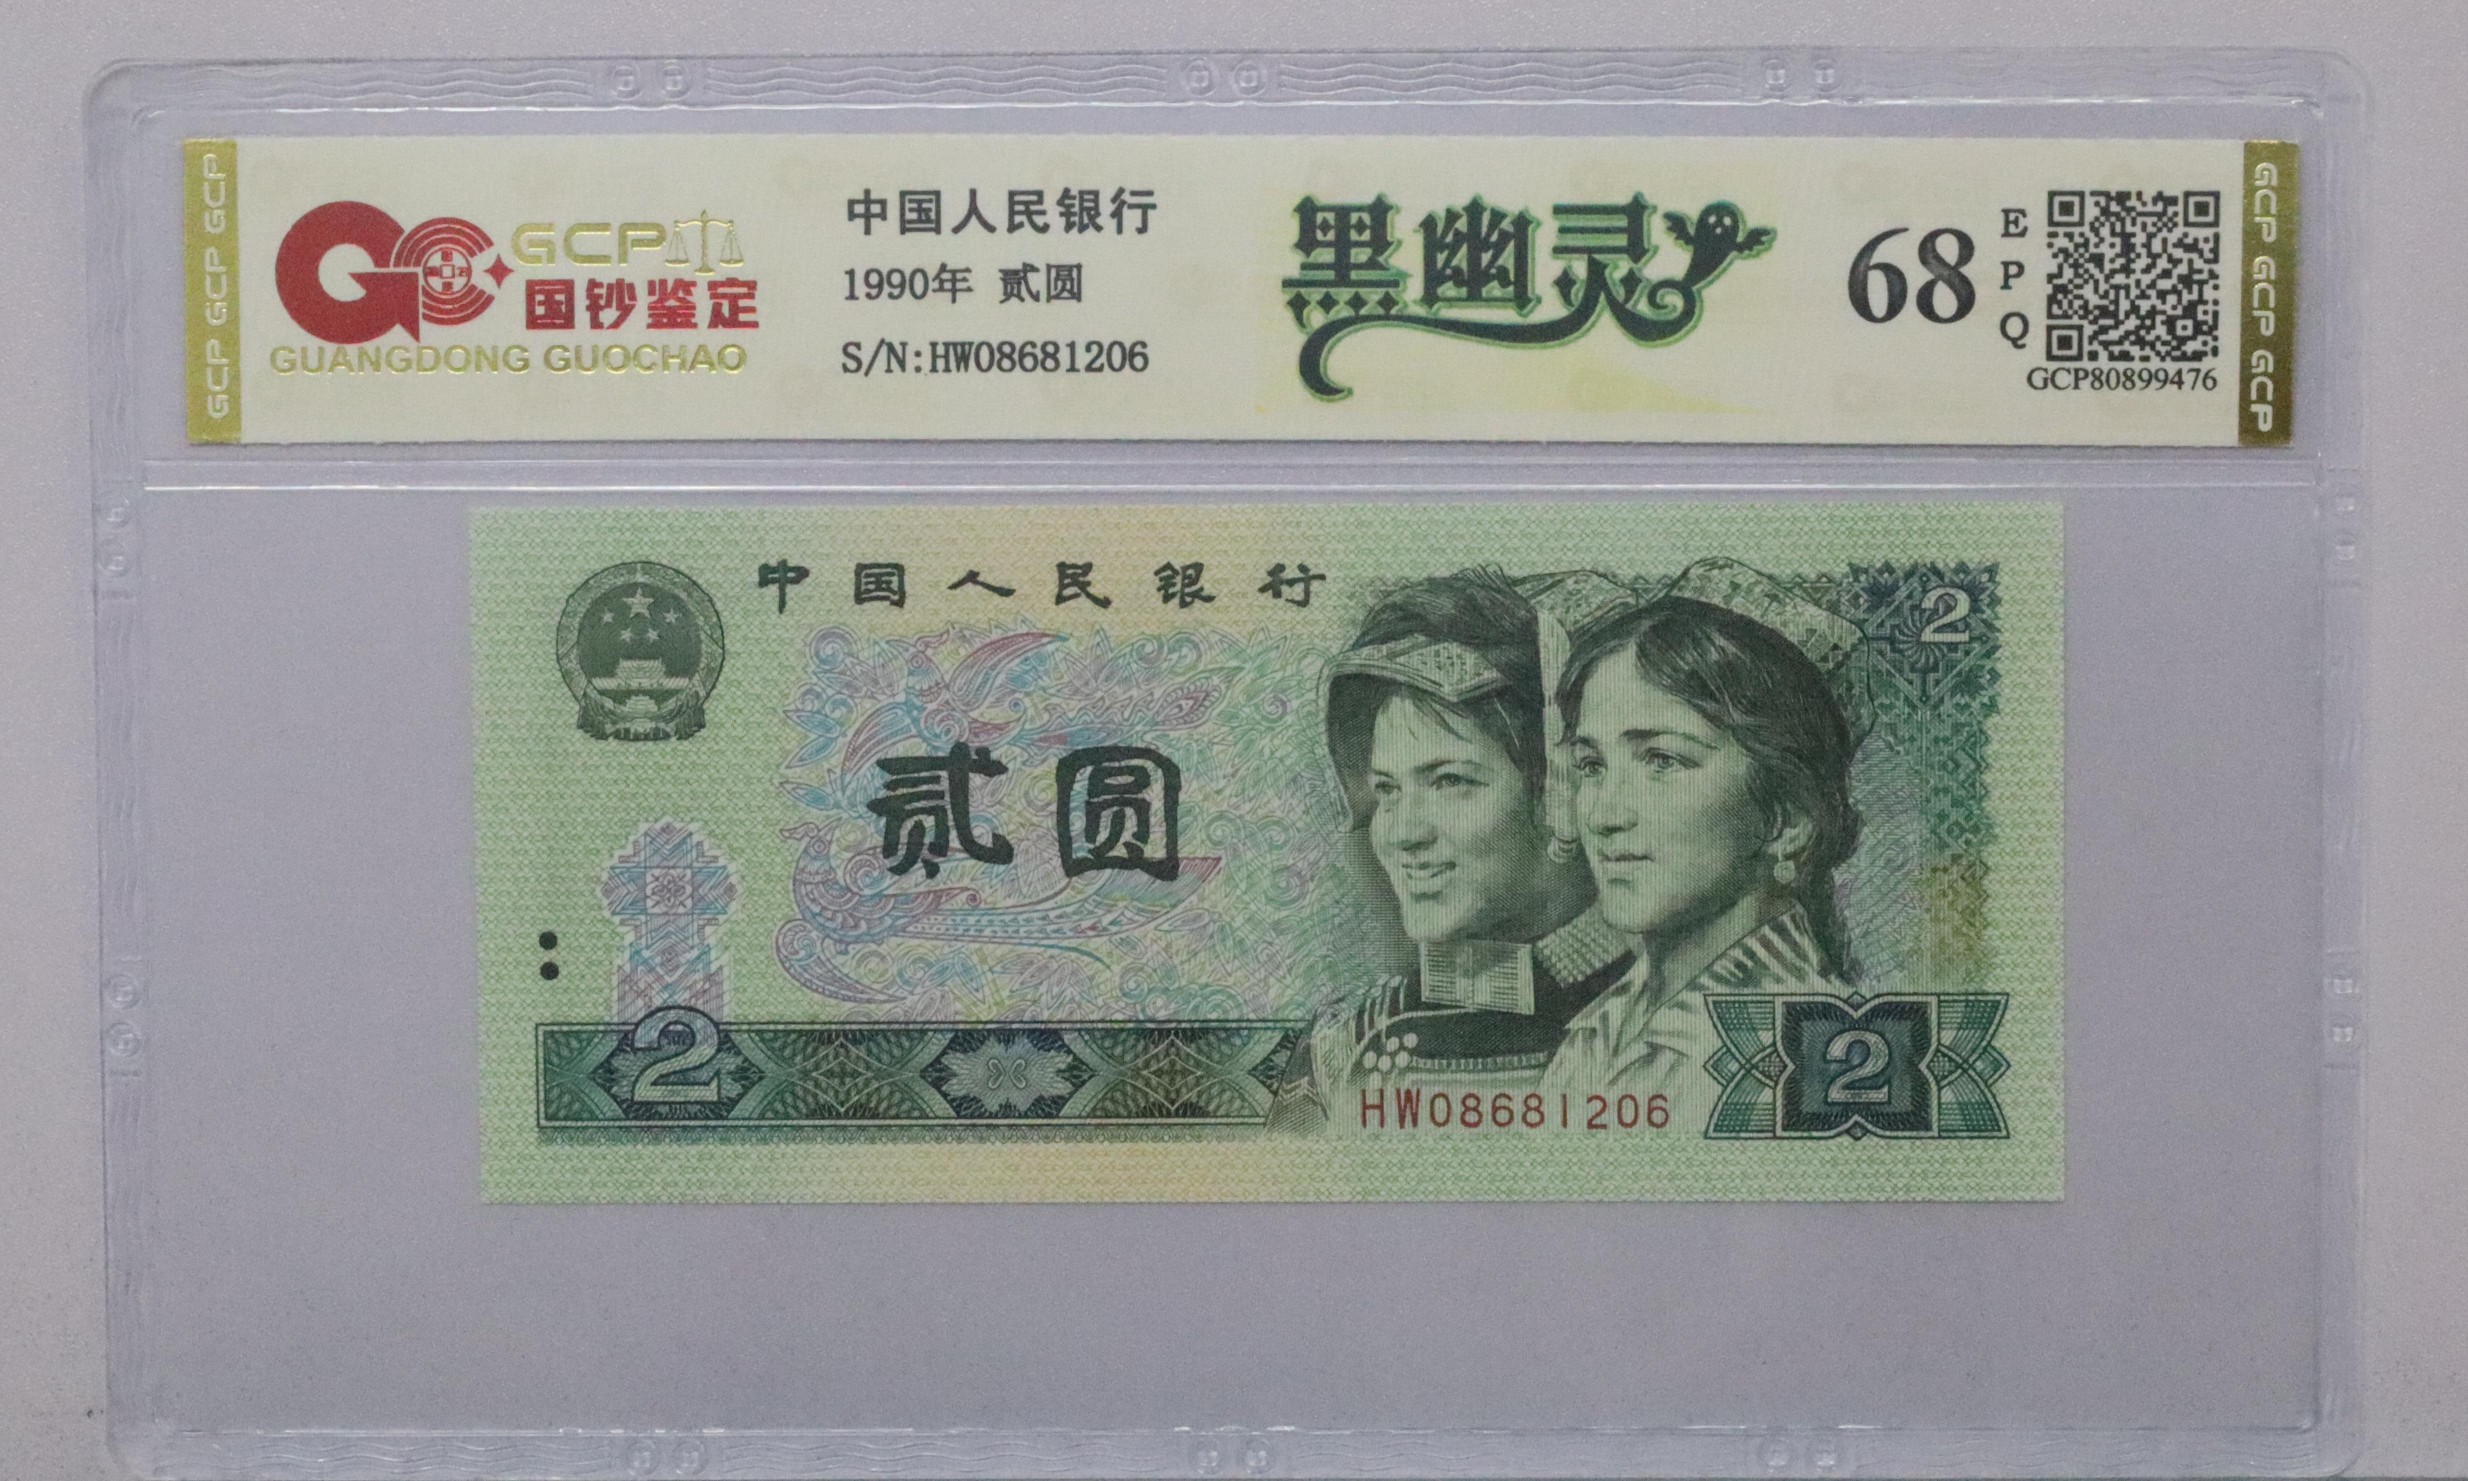 GCP GCP GCP
GCP
国钞鉴定
GUANGDONG GUOCHAO
中国人民银行
1990年 贰圆
S/N:HW08681206
黑幽灵
68
EPQ
GCP80899476
GCP GCP GCP
中国人民银行
2
贰圆
2
2
HW08681206